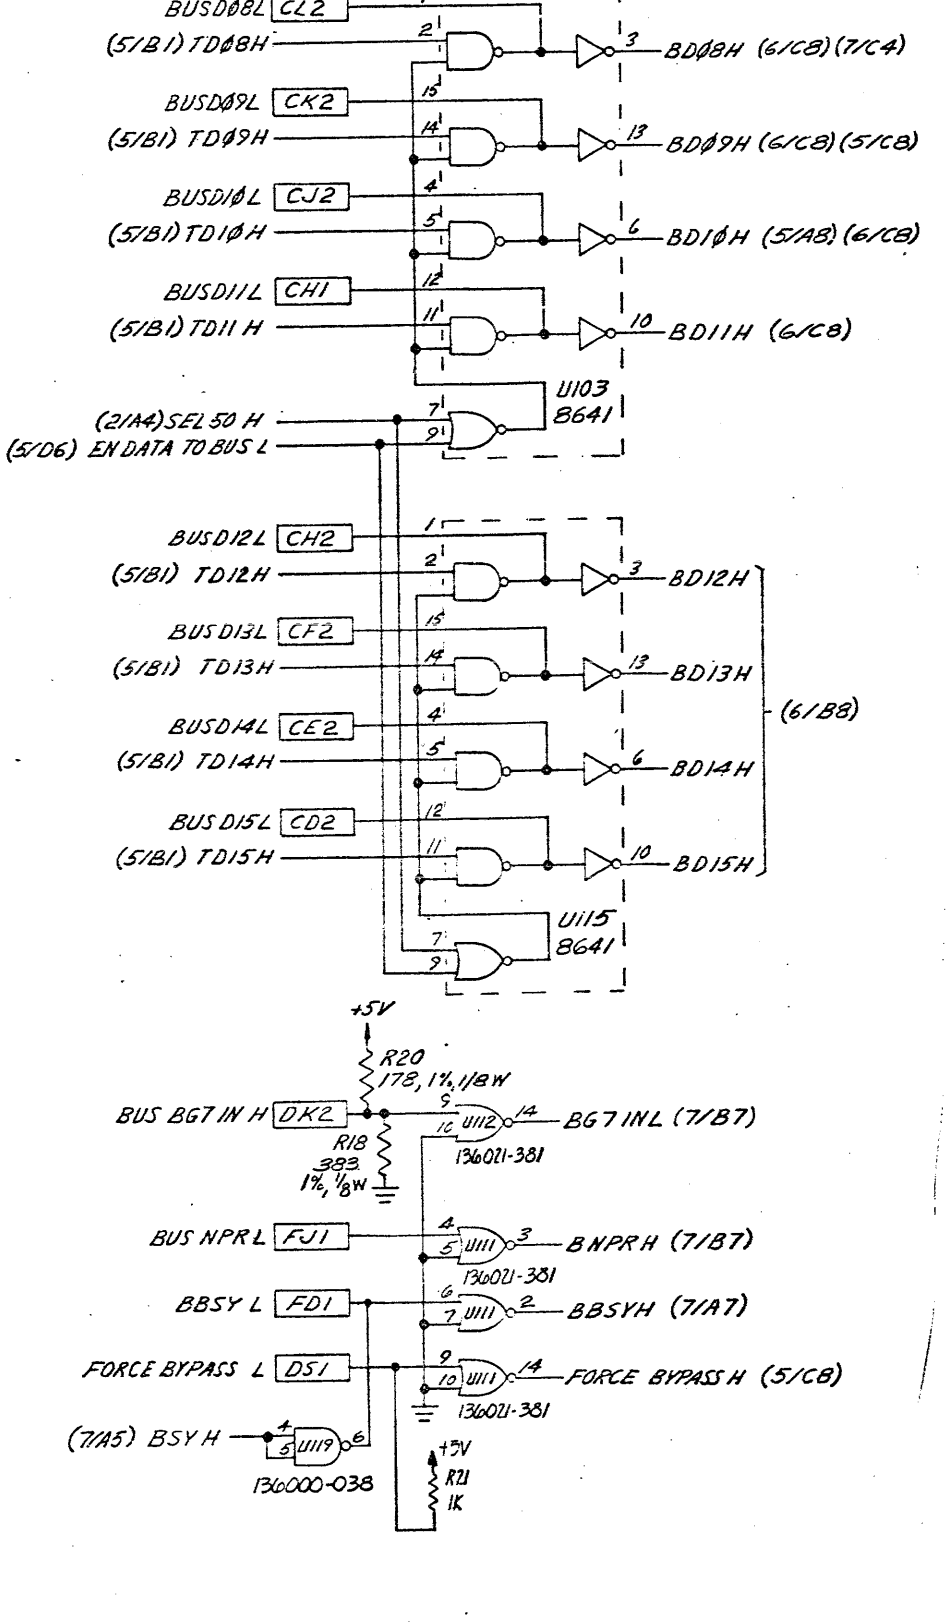 BUSDØ8L CL2
2
(5/B1) TDØ8H
3
BDØ8H (6/C8) (7/C4)
BUSDØ9L CK2
15
(5/B1) TDØ9H
14
13
BDØ9H (6/C8) (5/C8)
BUSD1ØL CJ2
4
(5/B1) TD1ØH
5
6
BD1ØH (5/A8) (6/C8)
BUSD11L CH1
12
(5/B1) TD11H
11
10
BD11H (6/C8)
U103
8641
(2/A4) SEL 50 H
7
(5/D6) EN DATA TO BUS L
9
BUSD12L CH2
1
(5/B1) TD12H
2
3
BD12H
BUSD13L CF2
15
(5/B1) TD13H
14
13
BD13H
(6/B8)
BUSD14L CE2
4
(5/B1) TD14H
5
6
BD14H
BUSD15L CD2
12
(5/B1) TD15H
11
10
BD15H
U115
8641
7
9
+5V
R20
178, 1%, 1/8W
BUS BG7 IN H DK2
9
10
U112
14
BG7 INL (7/B7)
136021-381
R18
383
1%, 1/8W
BUS NPR L FJ1
4
5
U111
3
BNPRH (7/B7)
136021-381
BBSY L FD1
6
7
U111
2
BBSYH (7/A7)
FORCE BYPASS L DS1
9
10
U111
14
FORCE BYPASS H (5/C8)
136021-381
(7/A5) BSY H
4
5
U119
6
136000-038
+5V
R21
1K